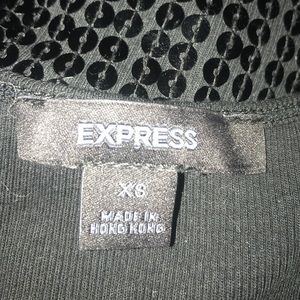 EXPRESS
XS
MADE IN
HONG KONG